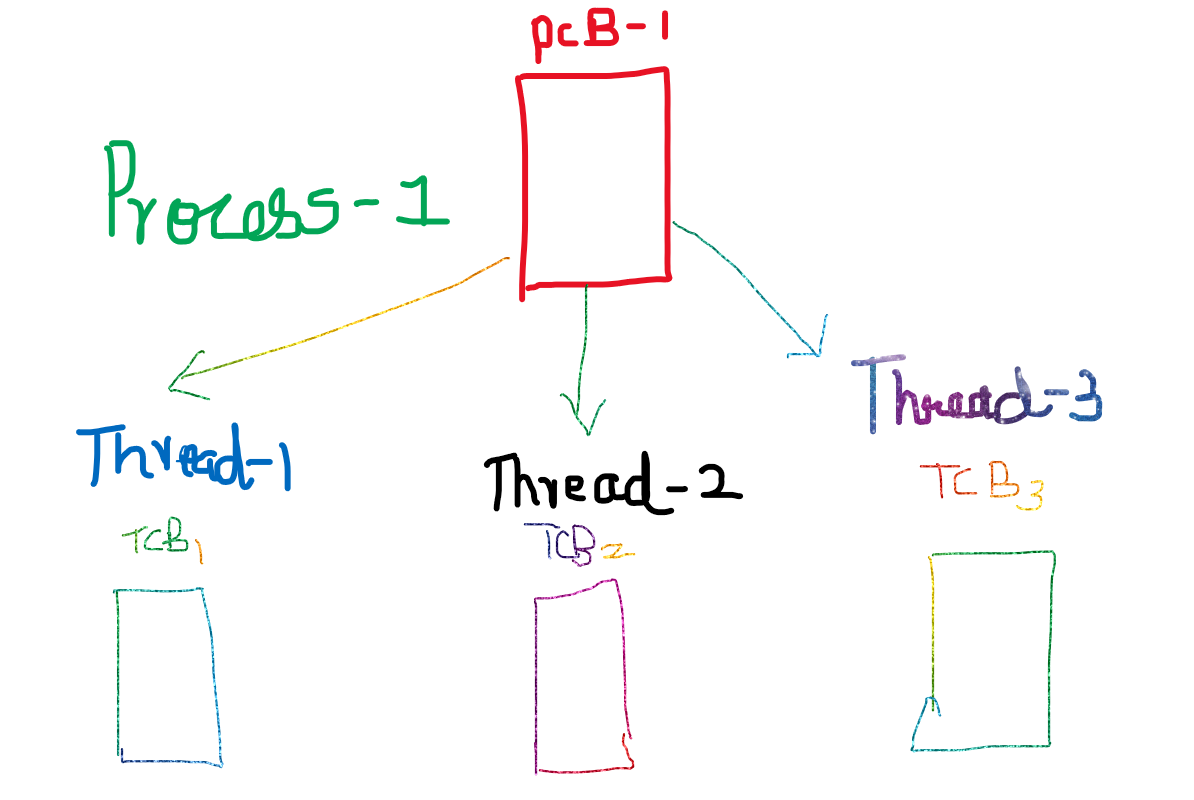 pcB-1
Process-1
Thread-1
Thread-2
Thread-3
TCB1
TCB2
TCB3